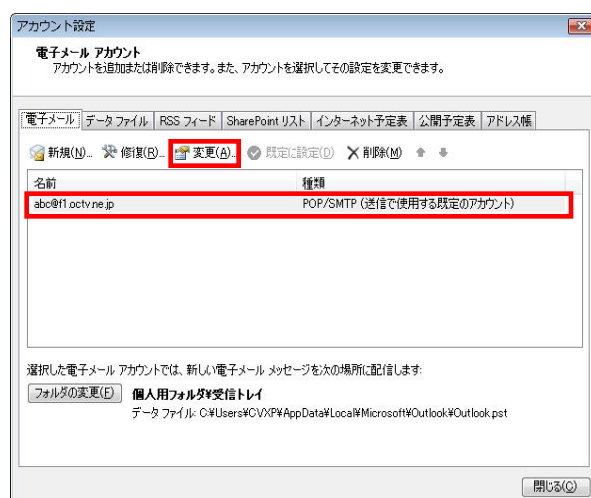 アカウント設定
電子メール アカウント
アカウントを追加または削除できます。また、アカウントを選択してその設定を変更できます。
電子メール データ ファイル RSS フィード SharePoint リスト インターネット予定表 公開予定表 アドレス帳
新規(N)... 修復(R)... 変更(A)... 既定に設定(D) 削除(M)
名前 種類
abc@f1.octv.ne.jp POP/SMTP (送信で使用する既定のアカウント)
選択した電子メール アカウントでは、新しい電子メール メッセージを次の場所に配信します:
フォルダの変更(F) 個人用フォルダ¥受信トレイ
データ ファイル: C:¥Users¥CVXP¥AppData¥Local¥Microsoft¥Outlook¥Outlook.pst
閉じる(C)